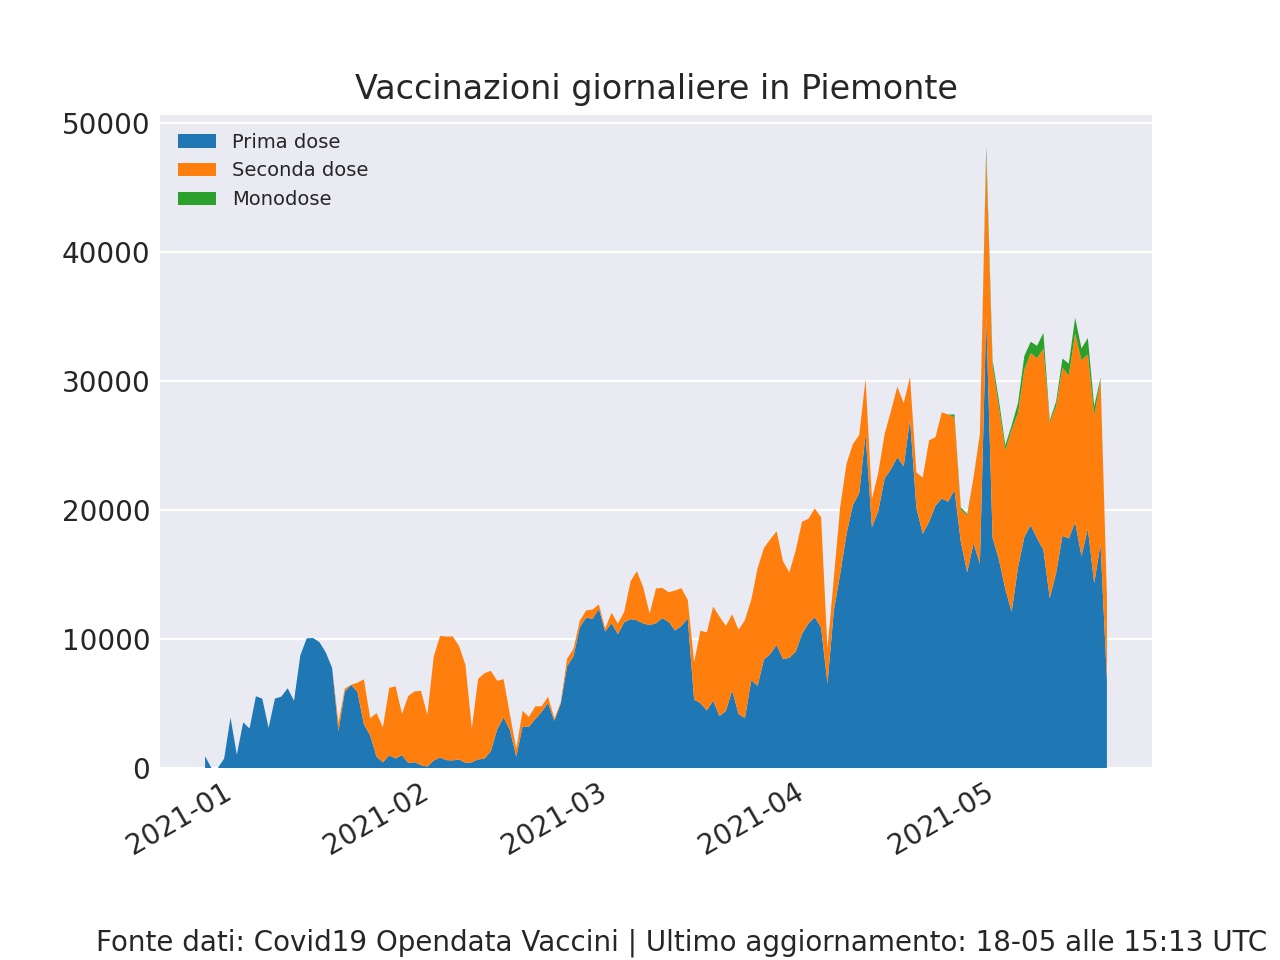 Vaccinazioni giornaliere in Piemonte
50000
40000
30000
20000
10000
0
Prima dose
Seconda dose
Monodose
2021-01
2021-02
2021-03
2021-04
2021-05
Fonte dati: Covid19 Opendata Vaccini | Ultimo aggiornamento: 18-05 alle 15:13 UTC